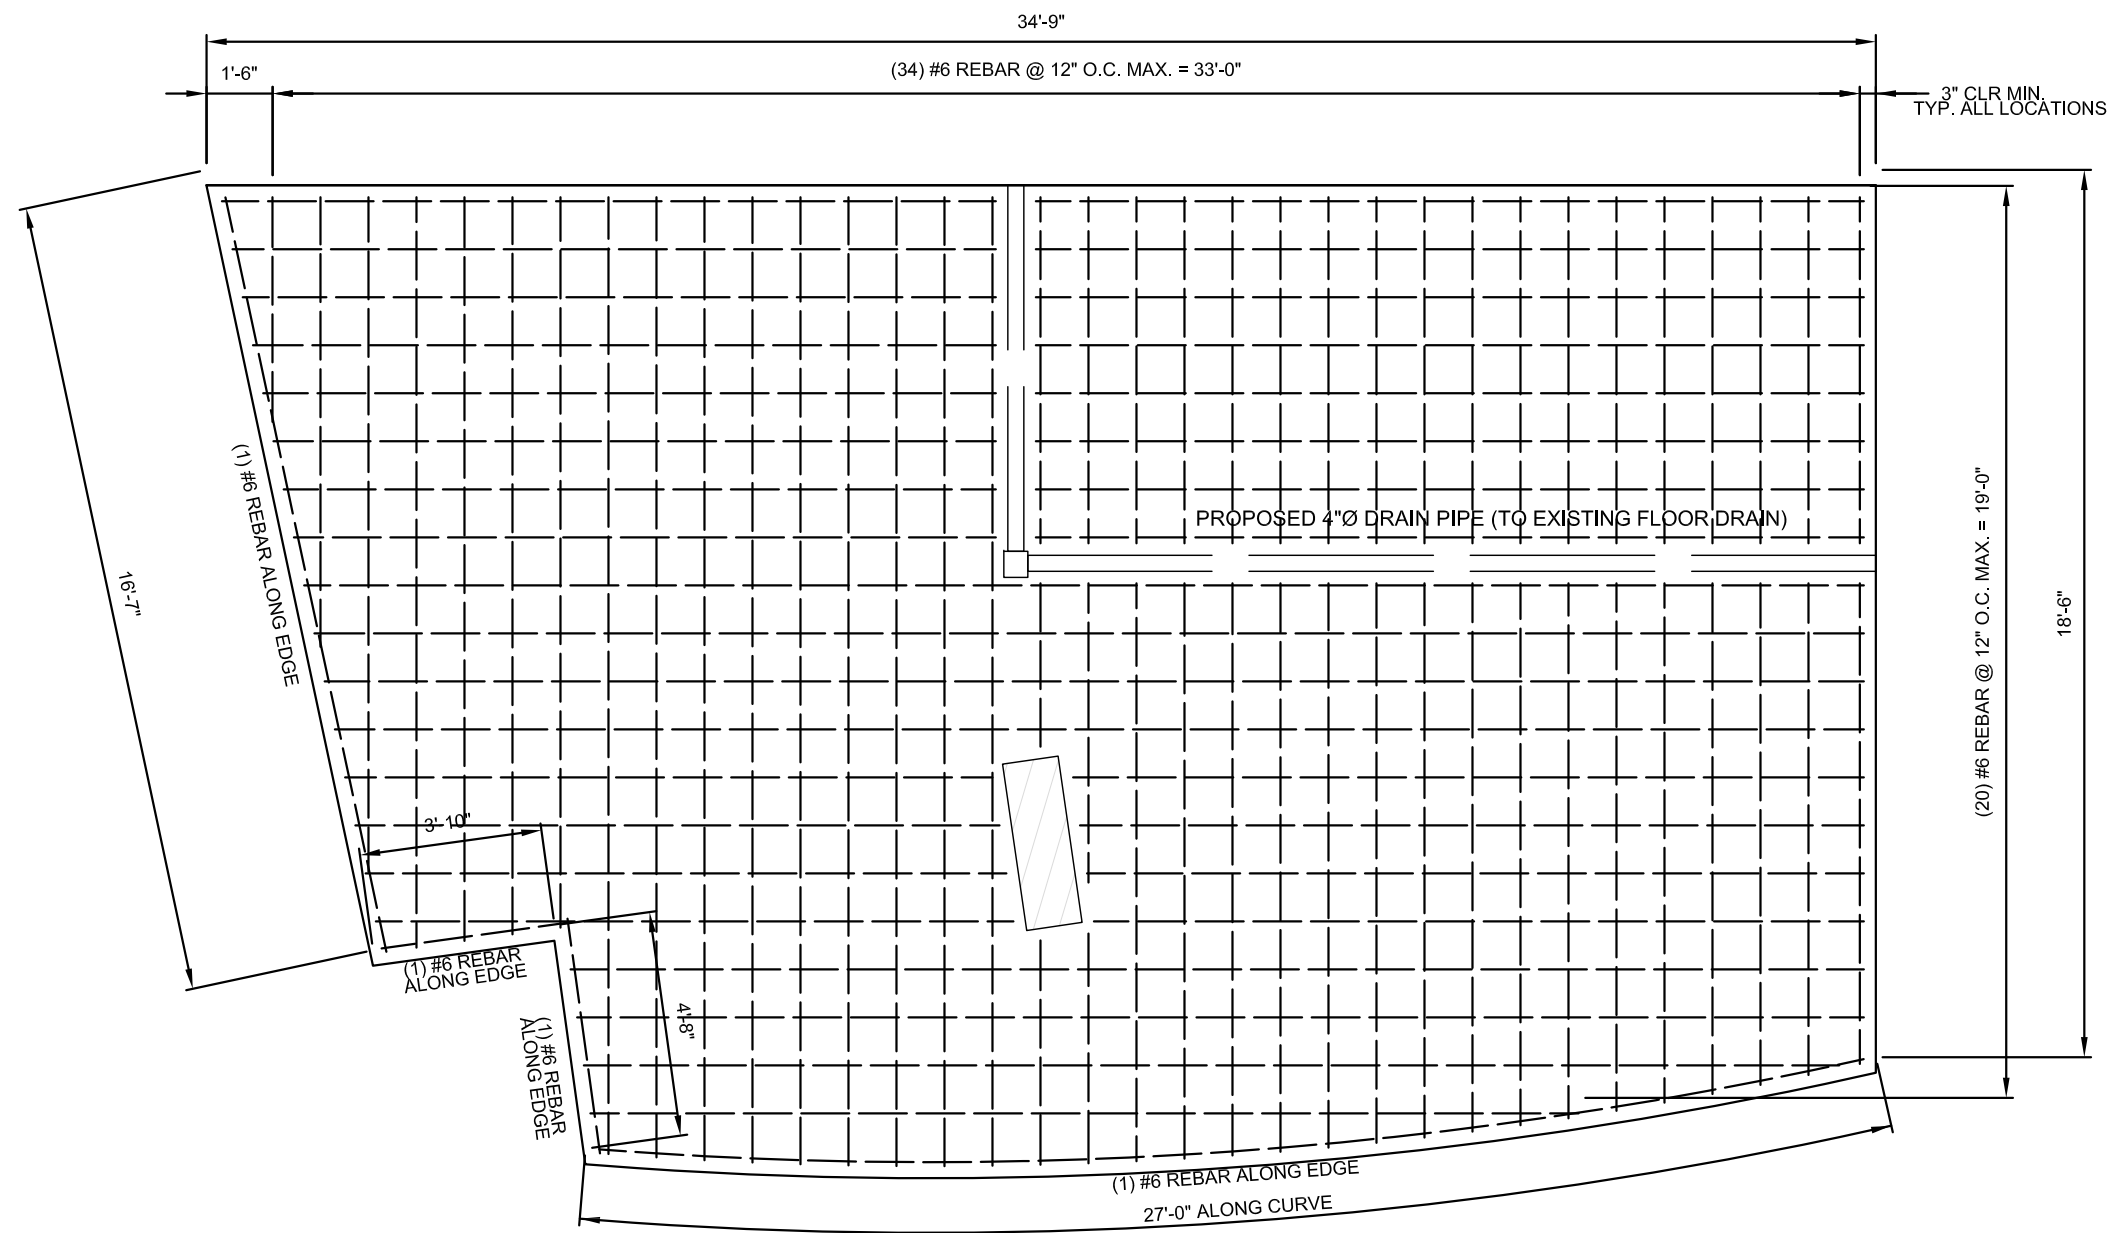 34'-9"
(34) #6 REBAR @ 12" O.C. MAX. = 33'-0"
1'-6"
3" CLR MIN.
TYP. ALL LOCATIONS
(1) #6 REBAR ALONG EDGE
16'-7"
PROPOSED 4"Ø DRAIN PIPE (TO EXISTING FLOOR DRAIN)
(20) #6 REBAR @ 12" O.C. MAX. = 19'-0"
18'-6"
3'-10"
(1) #6 REBAR
ALONG EDGE
4'-8"
(1) #6 REBAR
ALONG EDGE
(1) #6 REBAR ALONG EDGE
27'-0" ALONG CURVE